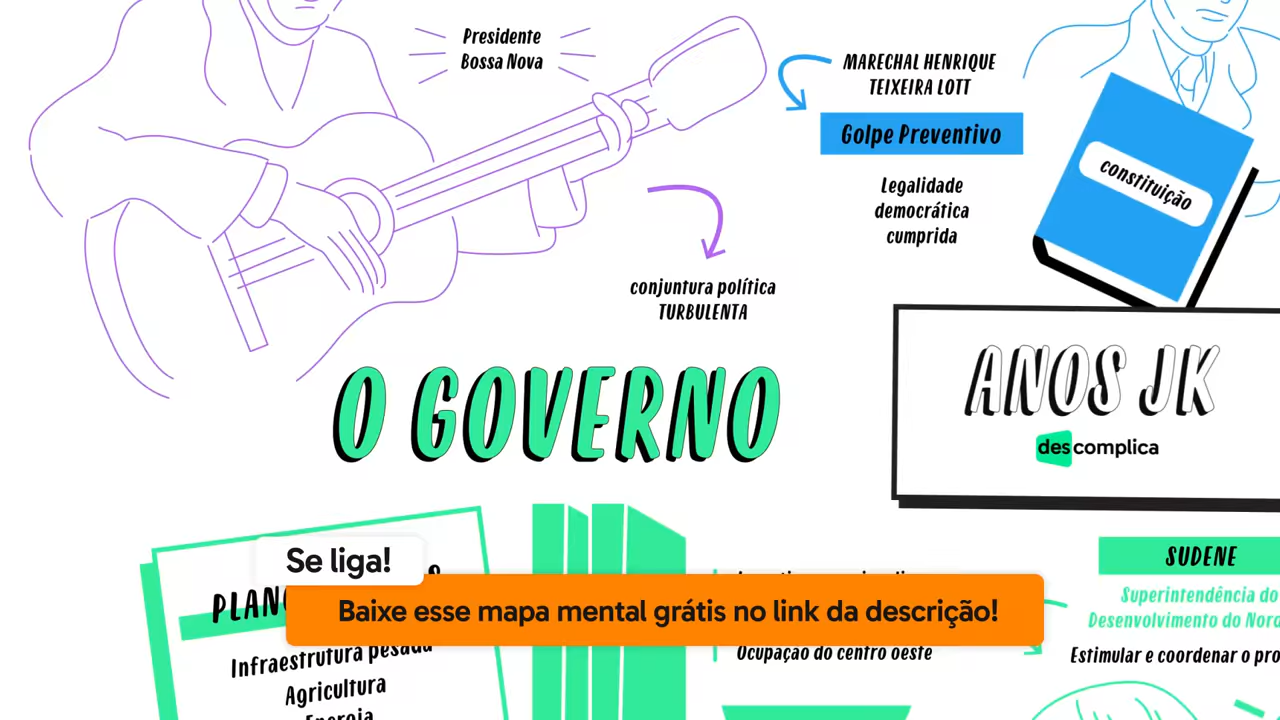 Presidente
Bossa Nova
MARECHAL HENRIQUE
TEIXEIRA LOTT
Golpe Preventivo
Legalidade
democrática
cumprida
constituição
conjuntura política
TURBULENTA
O GOVERNO
ANOS JK
descomplica
SUDENE
Superintendência do
Desenvolvimento do Nord
Estimular e coordenar o pro
Se liga!
Baixe esse mapa mental grátis no link da descrição!
Infraestrutura pesada
Agricultura
Energia
Ocupação do centro oeste